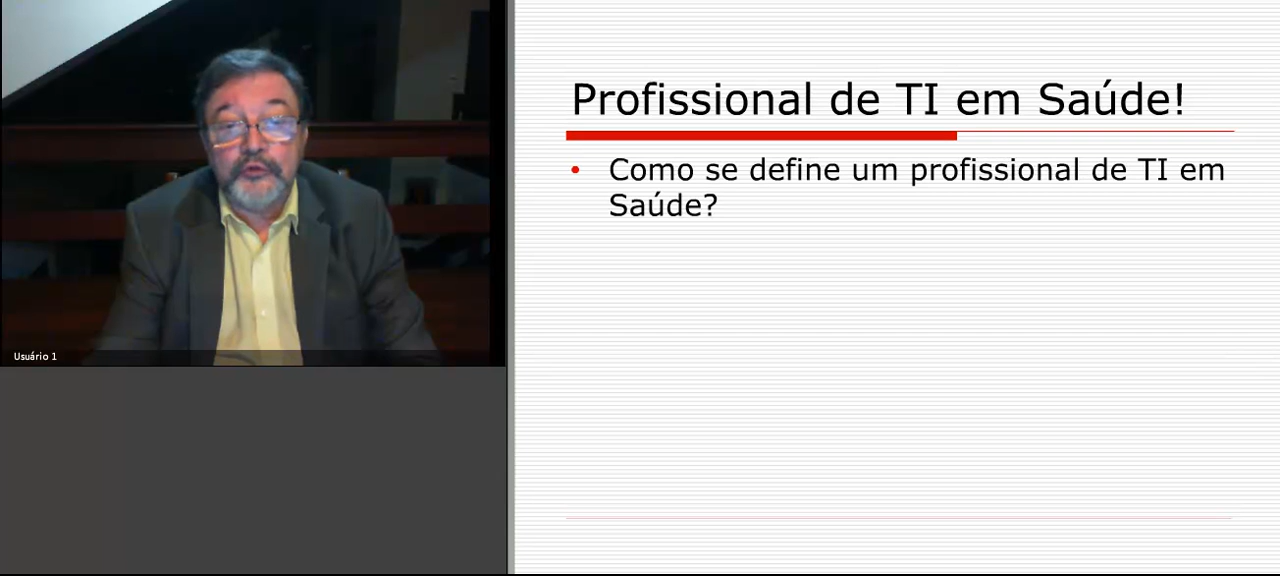 Usuário 1
Profissional de TI em Saúde!
• Como se define um profissional de TI em
Saúde?